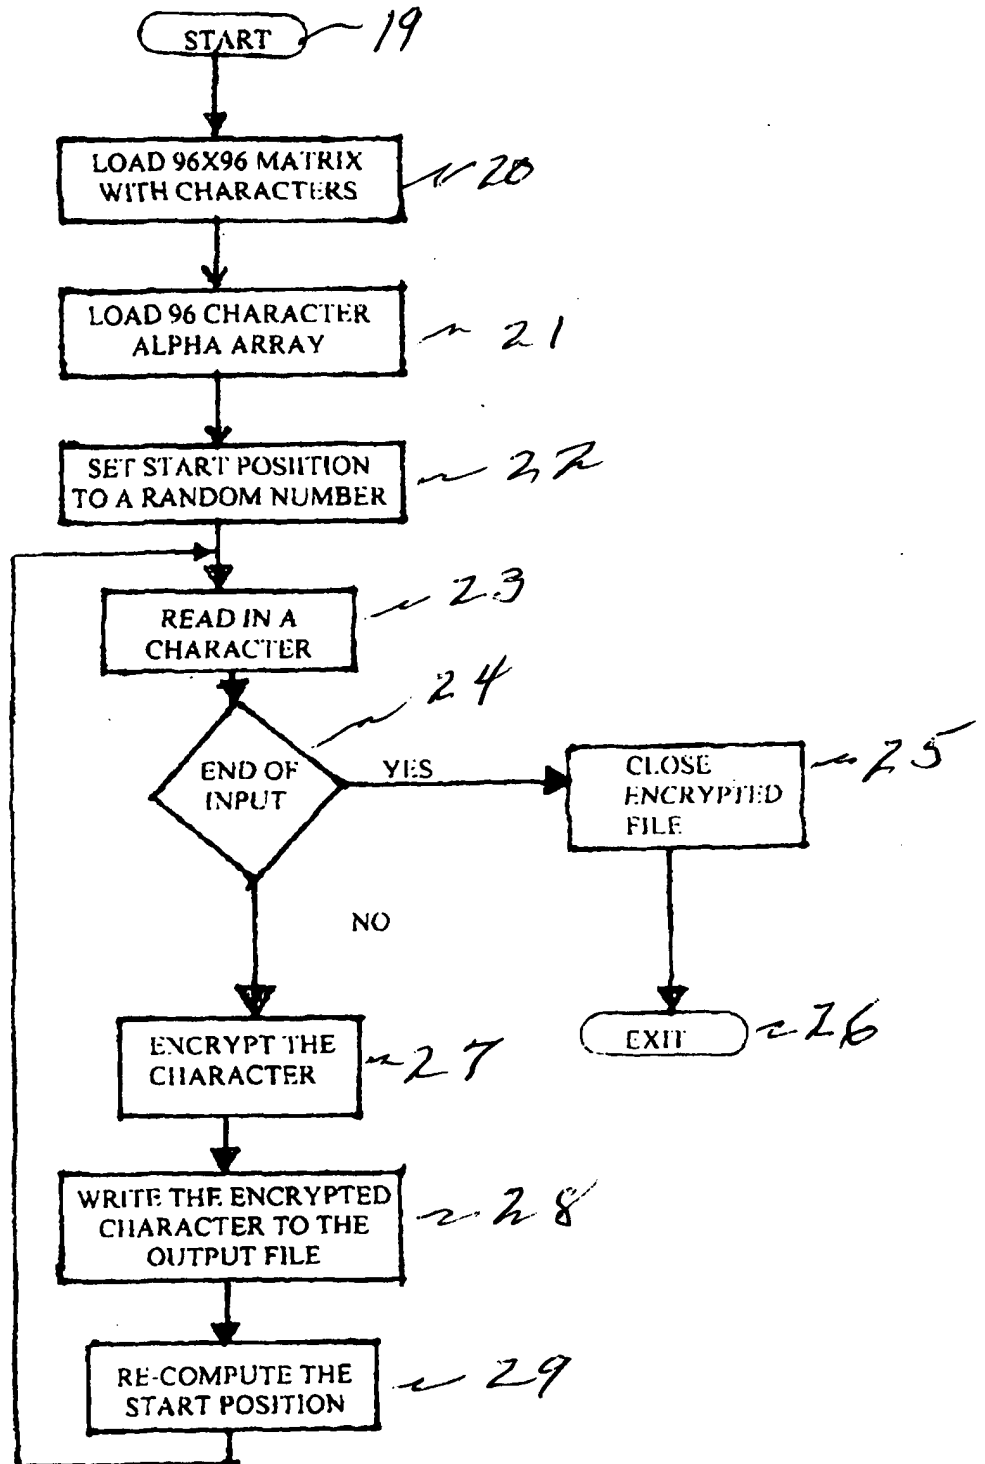 START
19
LOAD 96X96 MATRIX
WITH CHARACTERS
20
LOAD 96 CHARACTER
ALPHA ARRAY
21
SET START POSIITION
TO A RANDOM NUMBER
22
READ IN A
CHARACTER
23
END OF
INPUT
24
YES
CLOSE
ENCRYPTED
FILE
25
NO
EXIT
26
ENCRYPT THE
CHARACTER
27
WRITE THE ENCRYPTED
CHARACTER TO THE
OUTPUT FILE
28
RE-COMPUTE THE
START POSITION
29